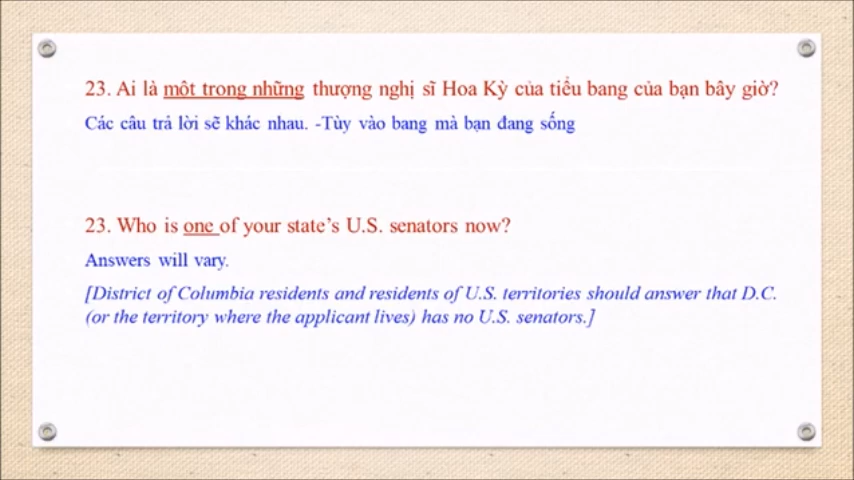 23. Ai là một trong những thượng nghị sĩ Hoa Kỳ của tiểu bang của bạn bây giờ?
Các câu trả lời sẽ khác nhau. -Tùy vào bang mà bạn đang sống
23. Who is one of your state’s U.S. senators now?
Answers will vary.
[District of Columbia residents and residents of U.S. territories should answer that D.C.
(or the territory where the applicant lives) has no U.S. senators.]